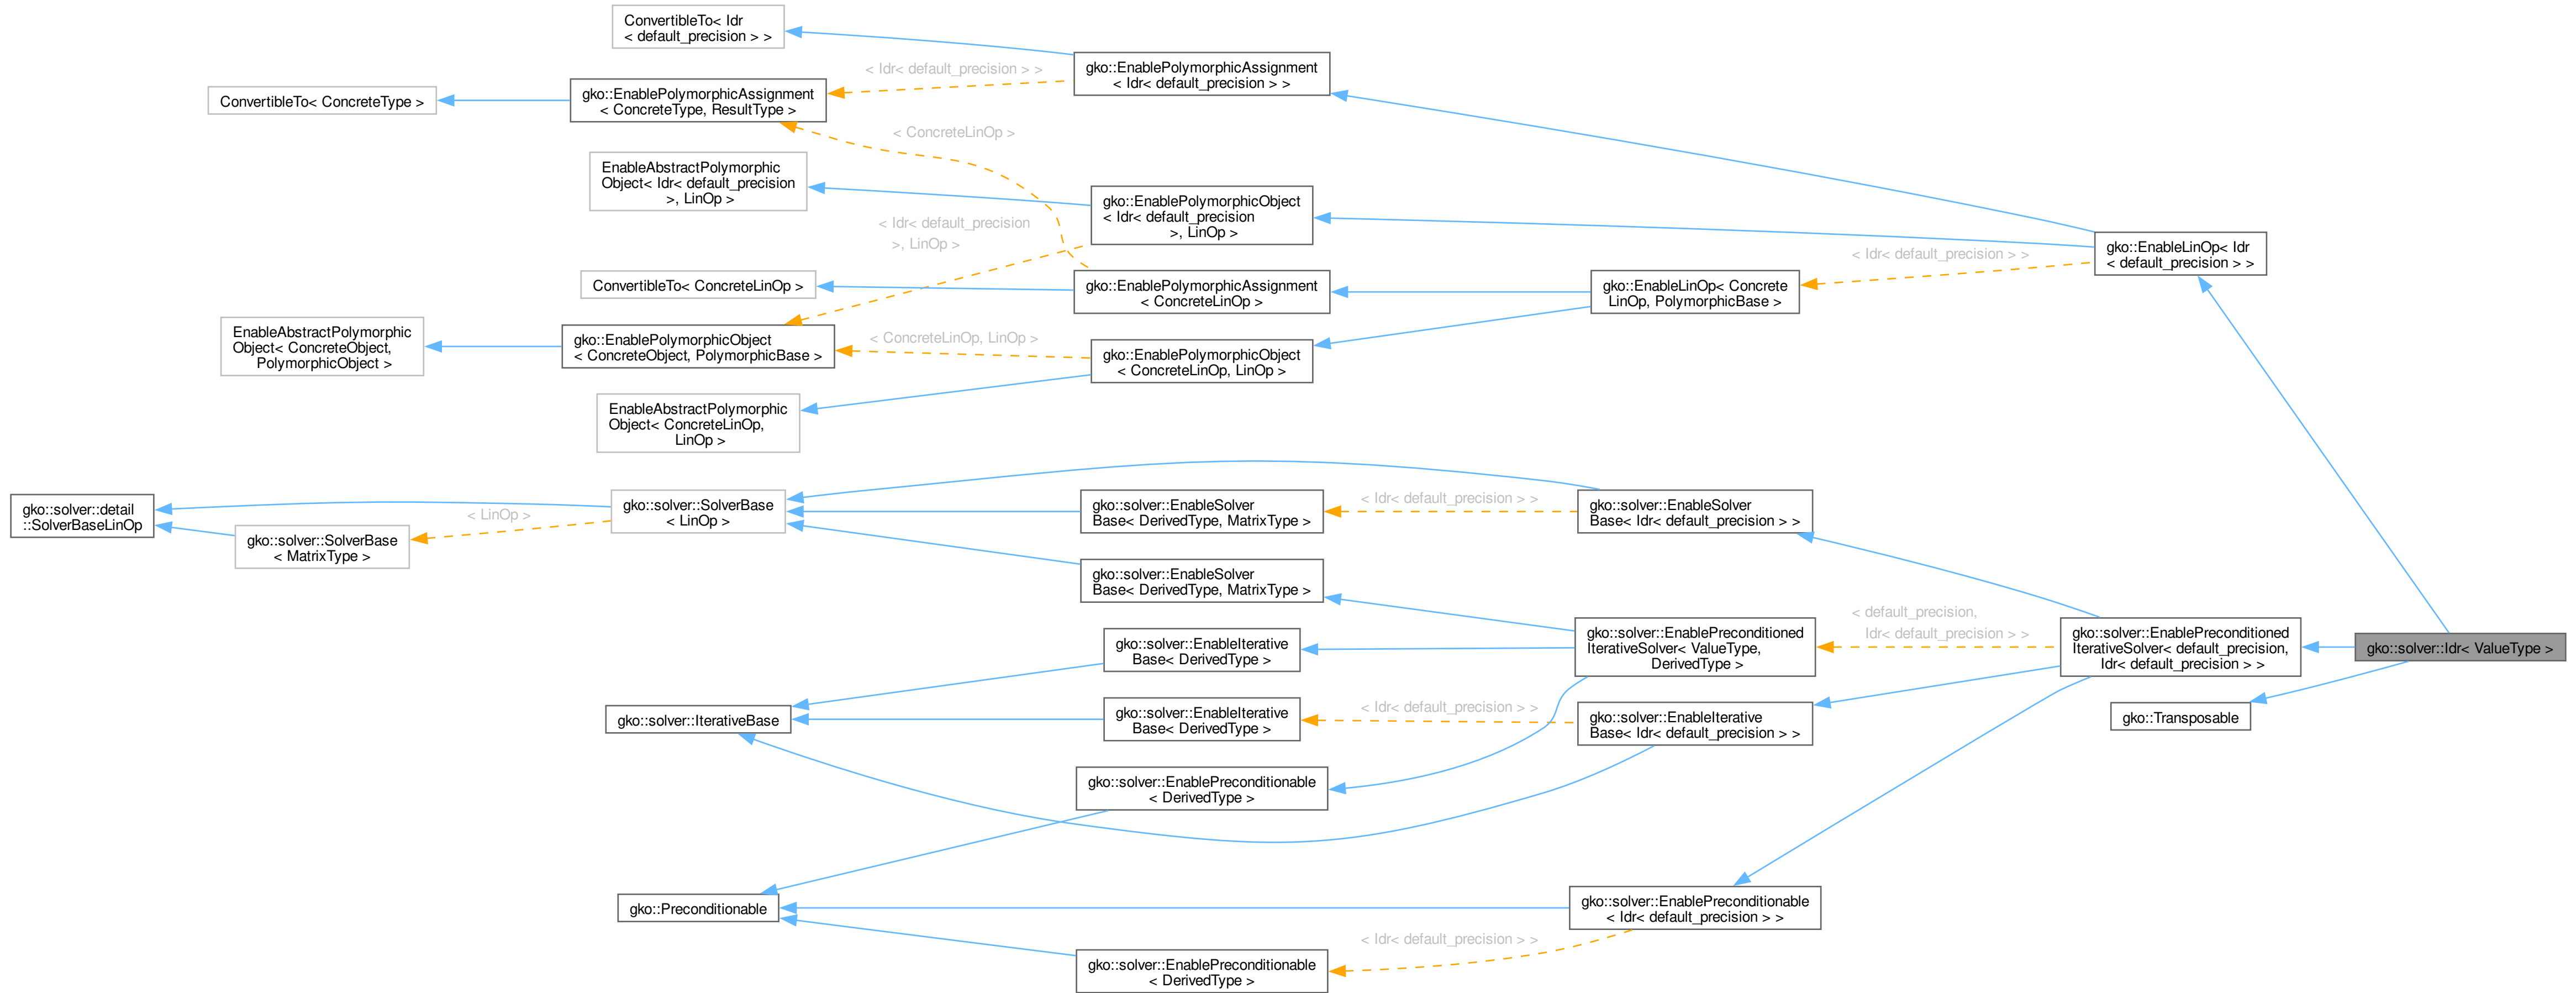 ConvertibleTo< Idr
< default_precision > >
gko::EnablePolymorphicAssignment
< Idr< default_precision > >
< Idr< default_precision > >
ConvertibleTo< ConcreteType >
gko::EnablePolymorphicAssignment
< ConcreteType, ResultType >
< ConcreteLinOp >
EnableAbstractPolymorphic
Object< Idr< default_precision
>, LinOp >
gko::EnablePolymorphicObject
< Idr< default_precision
>, LinOp >
< Idr< default_precision
>, LinOp >
gko::EnableLinOp< Idr
< default_precision > >
< Idr< default_precision > >
ConvertibleTo< ConcreteLinOp >
gko::EnablePolymorphicAssignment
< ConcreteLinOp >
gko::EnableLinOp< Concrete
LinOp, PolymorphicBase >
EnableAbstractPolymorphic
Object< ConcreteObject,
PolymorphicObject >
gko::EnablePolymorphicObject
< ConcreteObject, PolymorphicBase >
< ConcreteLinOp, LinOp >
gko::EnablePolymorphicObject
< ConcreteLinOp, LinOp >
EnableAbstractPolymorphic
Object< ConcreteLinOp,
LinOp >
gko::solver::detail
::SolverBaseLinOp
gko::solver::SolverBase
< MatrixType >
< LinOp >
gko::solver::SolverBase
< LinOp >
gko::solver::EnableSolver
Base< DerivedType, MatrixType >
< Idr< default_precision > >
gko::solver::EnableSolver
Base< Idr< default_precision > >
gko::solver::EnableSolver
Base< DerivedType, MatrixType >
gko::solver::EnableIterative
Base< DerivedType >
gko::solver::EnablePreconditioned
IterativeSolver< ValueType,
DerivedType >
< default_precision,
Idr< default_precision > >
gko::solver::EnablePreconditioned
IterativeSolver< default_precision,
Idr< default_precision > >
gko::solver::Idr< ValueType >
gko::solver::IterativeBase
gko::solver::EnableIterative
Base< DerivedType >
< Idr< default_precision > >
gko::solver::EnableIterative
Base< Idr< default_precision > >
gko::Transposable
gko::solver::EnablePreconditionable
< DerivedType >
gko::Preconditionable
gko::solver::EnablePreconditionable
< Idr< default_precision > >
< Idr< default_precision > >
gko::solver::EnablePreconditionable
< DerivedType >